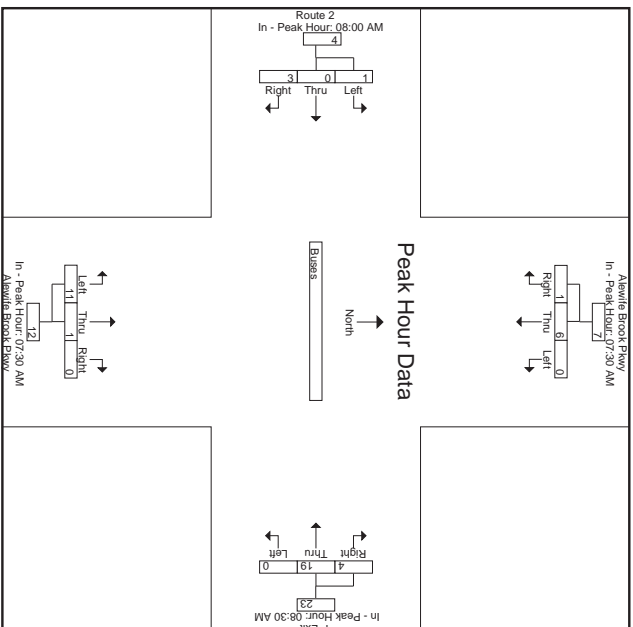 Route 2
In - Peak Hour: 08:00 AM
4
3 0 1
Right Thru Left
Peak Hour Data
North
Buses
Alewife Brook Pkwy
In - Peak Hour: 07:30 AM
7
1 6 0
Right Thru Left
Left Thru Right
11 1 0
12
In - Peak Hour: 07:30 AM
Alewife Brook Pkwy
Left Thru Right
0 19 4
23
In - Peak Hour: 08:30 AM